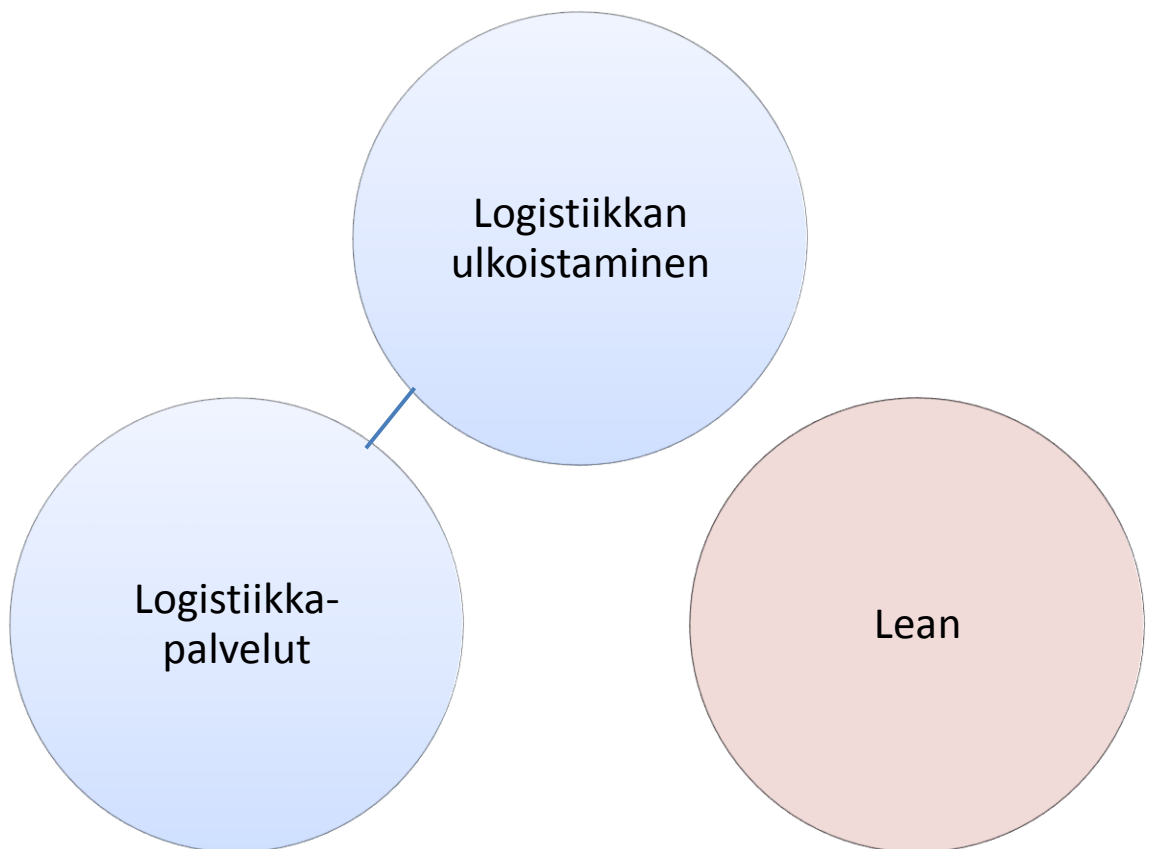 Logistiikkan
ulkoistaminen
Logistiikka-
palvelut
Lean